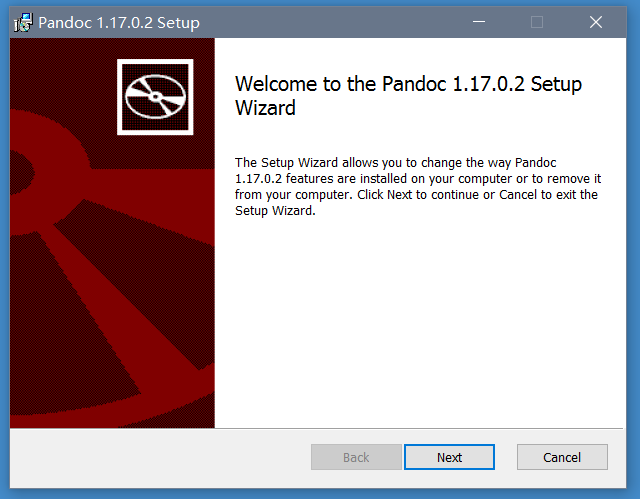 Pandoc 1.17.0.2 Setup
Welcome to the Pandoc 1.17.0.2 Setup
Wizard
The Setup Wizard allows you to change the way Pandoc
1.17.0.2 features are installed on your computer or to remove it
from your computer. Click Next to continue or Cancel to exit the
Setup Wizard.
Back
Next
Cancel